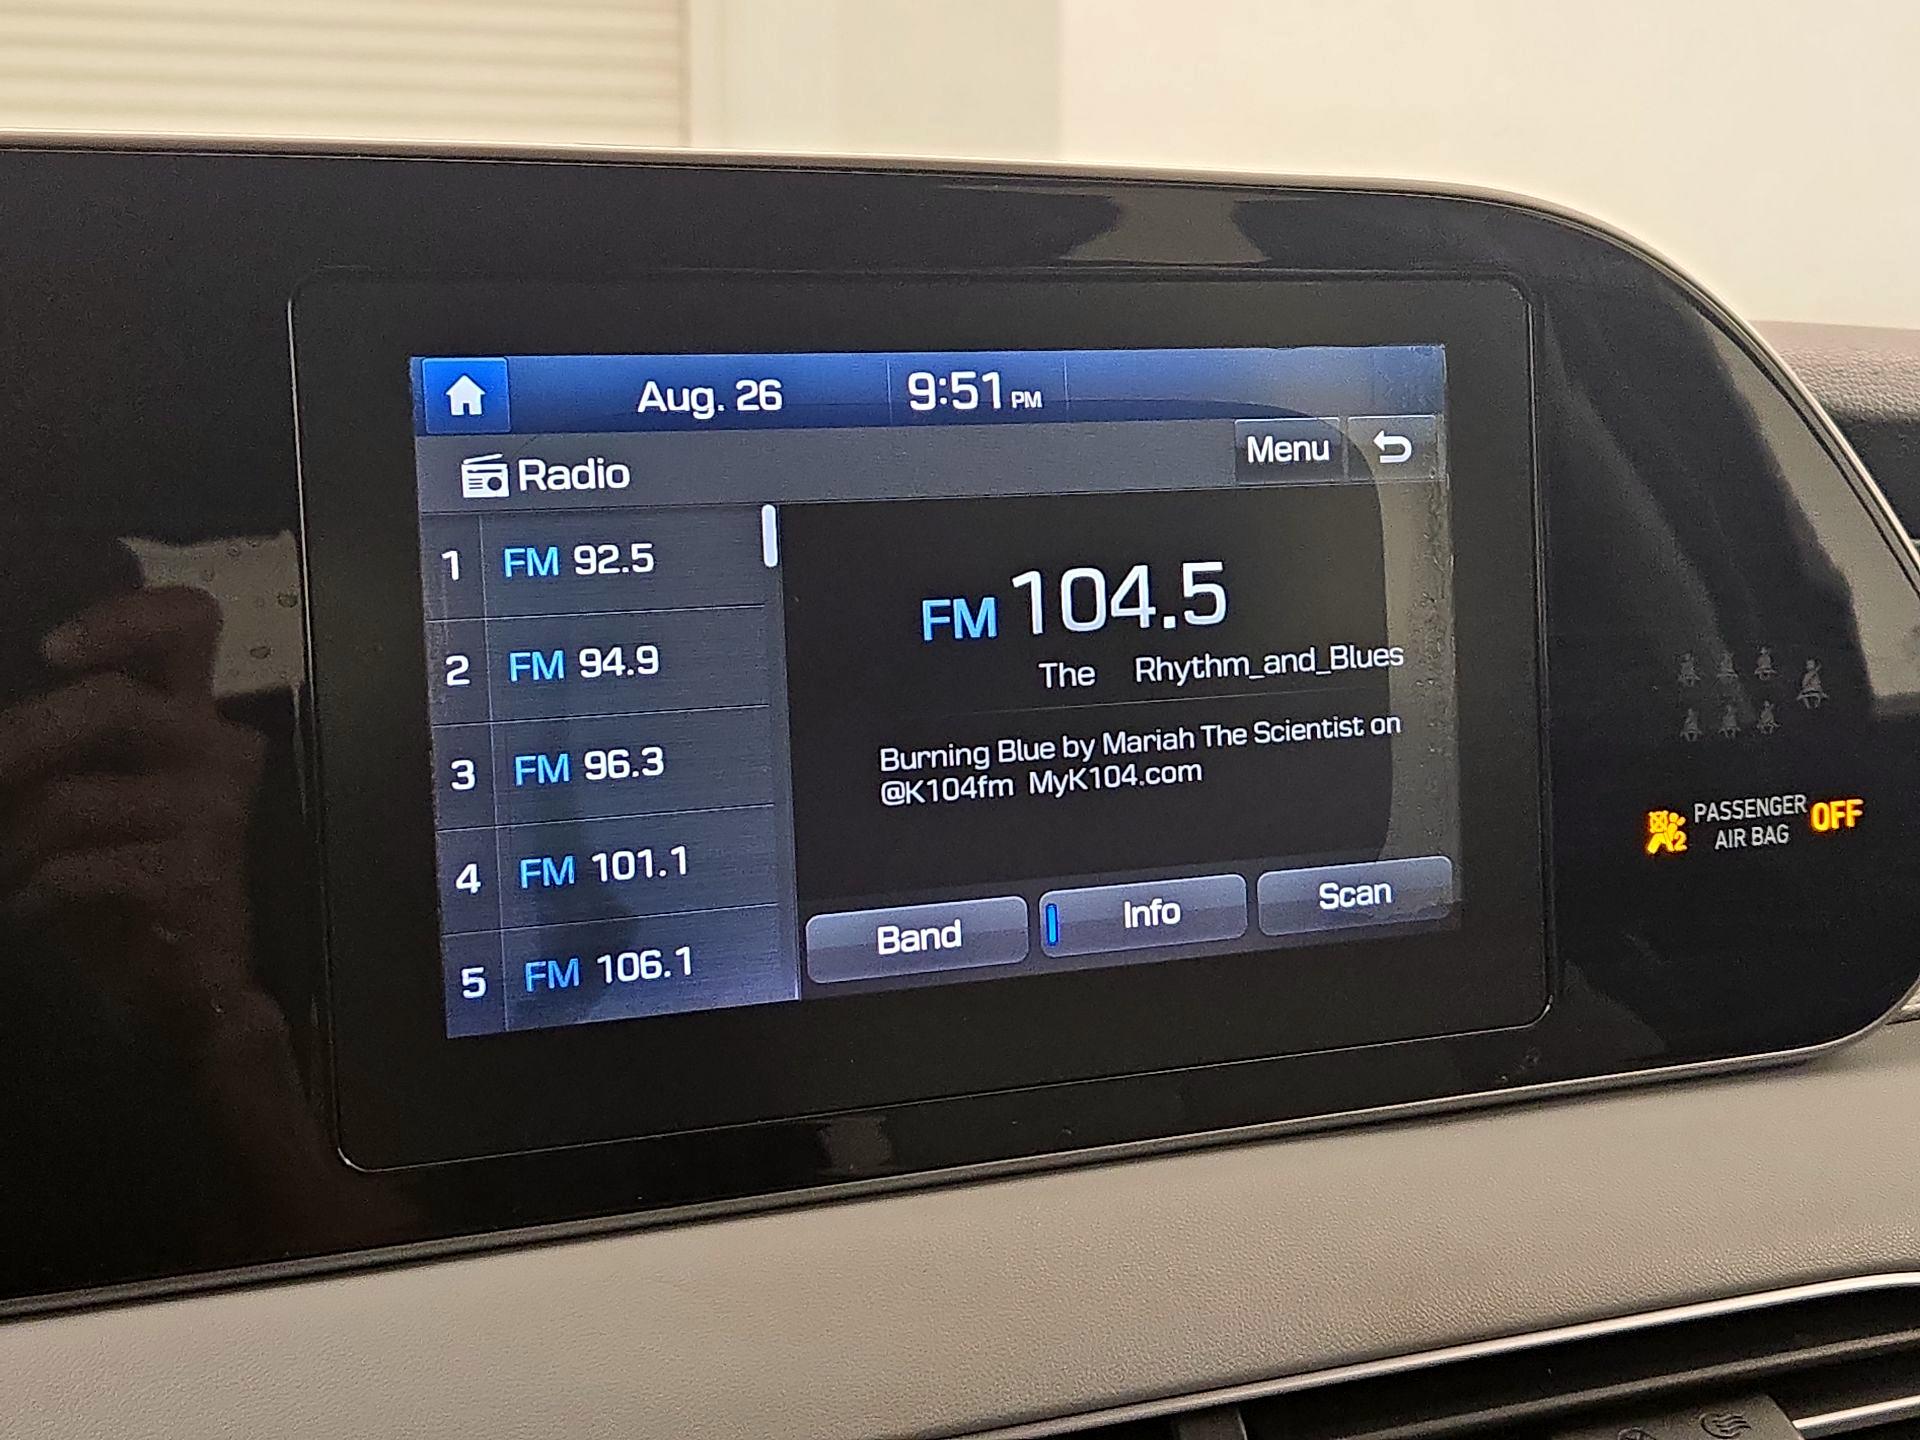 Aug. 26
9:51 PM
Radio
Menu
1 FM 92.5
2 FM 94.9
3 FM 96.3
4 FM 101.1
5 FM 106.1
FM 104.5
The Rhythm_and_Blues
Burning Blue by Mariah The Scientist on
@K104fm MyK104.com
Band
Info
Scan
2 PASSENGER
AIR BAG
OFF